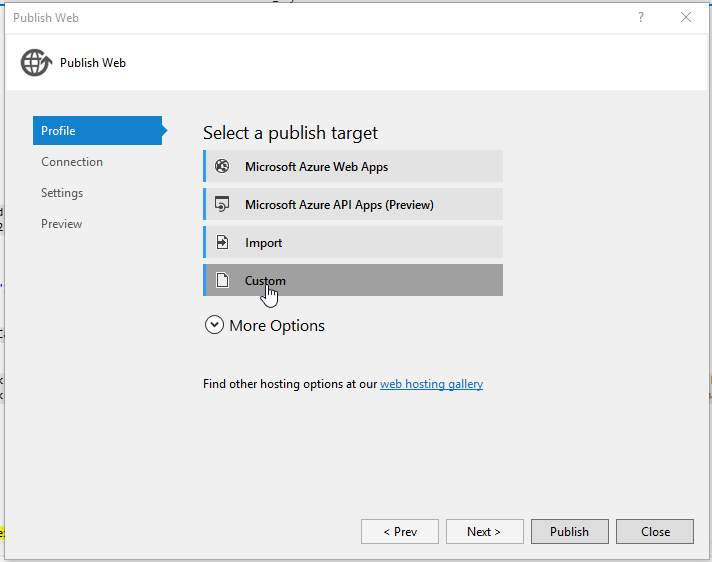 Publish Web
?
Publish Web
Profile
Connection
Settings
Preview
Select a publish target
Microsoft Azure Web Apps
Microsoft Azure API Apps (Preview)
Import
Custom
More Options
Find other hosting options at our web hosting gallery
< Prev
Next >
Publish
Close